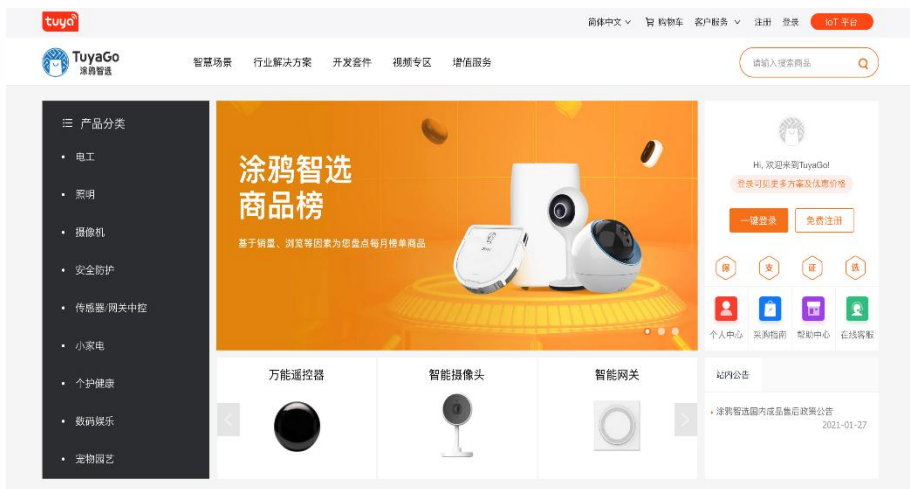 tuya
简体中文
购物车
客户服务
注册
登录
IoT 平台
TuyaGo
涂鸦智选
智慧场景
行业解决方案
开发套件
视频专区
增值服务
请输入搜索商品
产品分类
电工
照明
摄像机
安全防护
传感器/网关中控
小家电
个护健康
数码娱乐
宠物园艺
涂鸦智选
商品榜
基于销量、浏览等因素为您盘点每月榜单商品
Hi, 欢迎来到TuyaGo!
登录可见更多方案及优惠价格
一键登录
免费注册
保
支
证
选
个人中心
采购指南
帮助中心
在线客服
万能遥控器
智能摄像头
智能网关
站内公告
涂鸦智选国内成品售后政策公告
2021-01-27